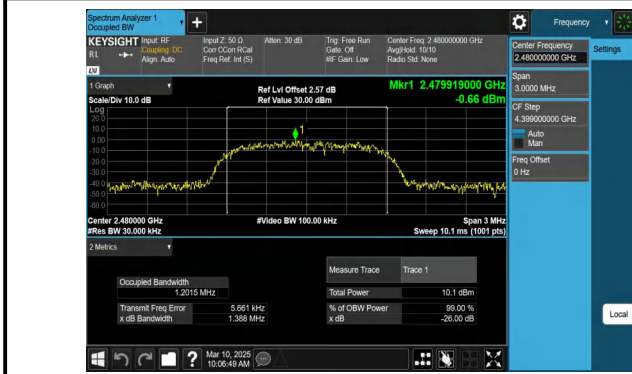 Spectrum Analyzer 1
Occupied BW
+
Frequency
KEYSIGHT Input: RF Input Z: 50 Ω Atten: 30 dB Trig: Free Run Center Freq: 2.480000000 GHz
RL Coupling: DC Corr CCorr RCal Gate: Off Avg|Hold: 10/10
Align: Auto Freq Ref: Int (S) #IF Gain: Low Radio Std: None
LXI
Center Frequency
2.480000000 GHz
Settings
Span
3.0000 MHz
CF Step
4.399000000 GHz
Auto
Man
Freq Offset
0 Hz
Local
1 Graph
Ref Lvl Offset 2.57 dB Mkr1 2.479919000 GHz
Scale/Div 10.0 dB Ref Value 30.00 dBm -0.66 dBm
Log
20.0
10.0
0.00
-10.0
-20.0
-30.0
-40.0
-50.0
-60.0
1
Center 2.480000 GHz #Video BW 100.00 kHz Span 3 MHz
#Res BW 30.000 kHz Sweep 10.1 ms (1001 pts)
2 Metrics
Measure Trace Trace 1
Occupied Bandwidth
1.2015 MHz Total Power 10.1 dBm
Transmit Freq Error 5.661 kHz % of OBW Power 99.00 %
x dB Bandwidth 1.388 MHz x dB -26.00 dB
? Mar 10, 2025
10:06:49 AM